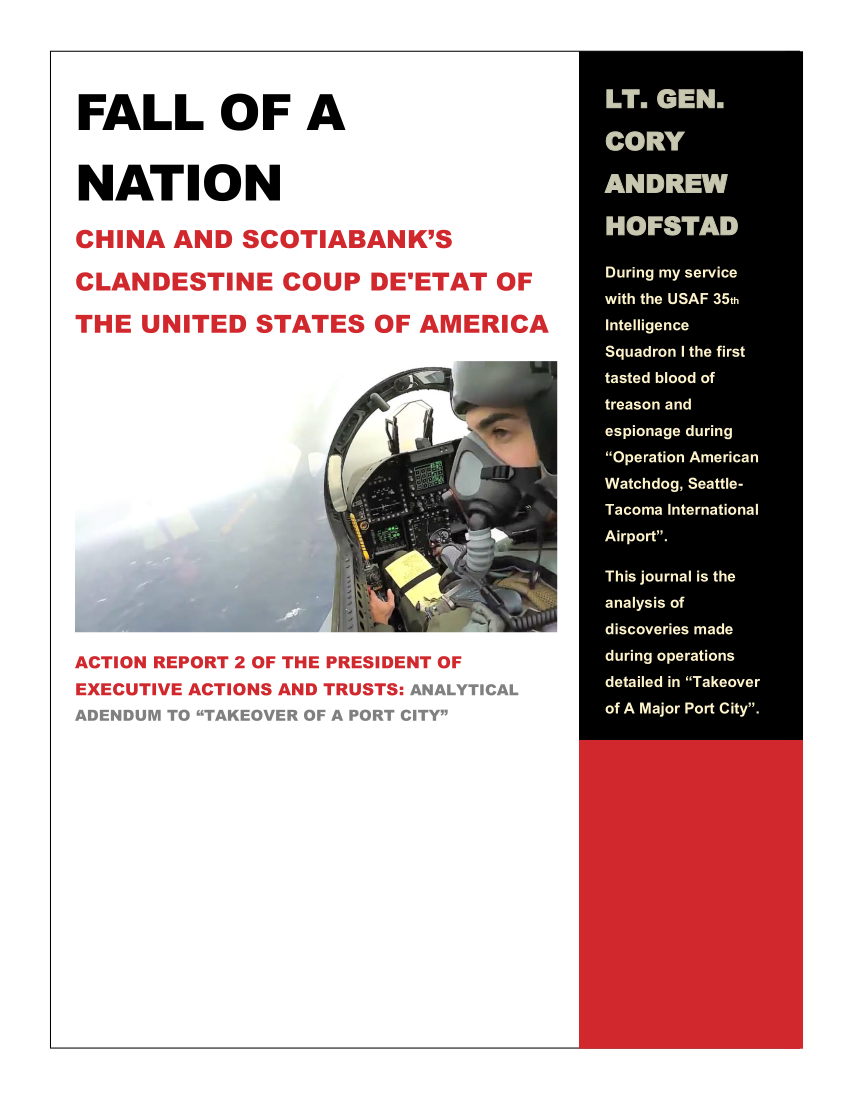 FALL OF A
NATION
CHINA AND SCOTIABANK’S
CLANDESTINE COUP DE'ETAT OF
THE UNITED STATES OF AMERICA
ACTION REPORT 2 OF THE PRESIDENT OF
EXECUTIVE ACTIONS AND TRUSTS: ANALYTICAL
ADENDUM TO “TAKEOVER OF A PORT CITY”
LT. GEN.
CORY
ANDREW
HOFSTAD
During my service
with the USAF 35th
Intelligence
Squadron I the first
tasted blood of
treason and
espionage during
“Operation American
Watchdog, Seattle-
Tacoma International
Airport”.
This journal is the
analysis of
discoveries made
during operations
detailed in “Takeover
of A Major Port City”.